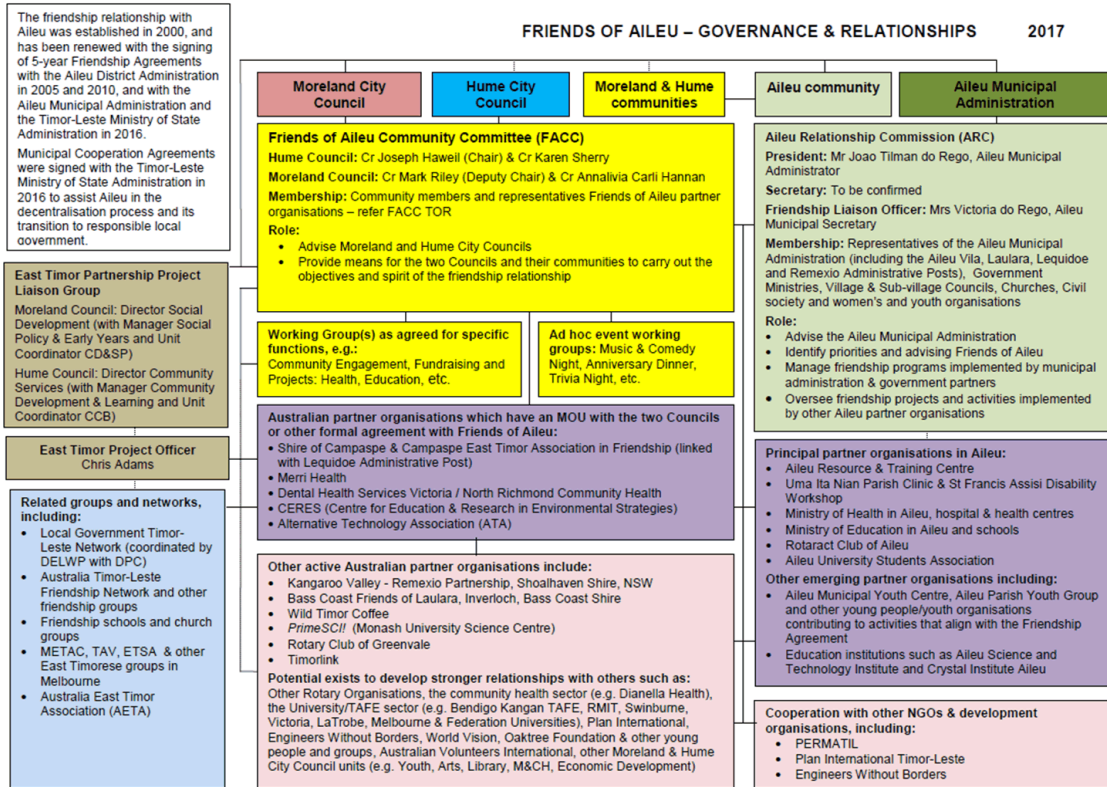 The friendship relationship with
Aileu was established in 2000, and
has been renewed with the signing
of 5-year Friendship Agreements
with the Aileu District Administration
in 2005 and 2010, and with the
Aileu Municipal Administration and
the Timor-Leste Ministry of State
Administration in 2016.
Municipal Cooperation Agreements
were signed with the Timor-Leste
Ministry of State Administration in
2016 to assist Aileu in the
decentralisation process and its
transition to responsible local
government.
FRIENDS OF AILEU – GOVERNANCE & RELATIONSHIPS 2017
Moreland City
Council
Hume City
Council
Moreland & Hume
communities
Aileu community
Aileu Municipal
Administration
Friends of Aileu Community Committee (FACC)
Hume Council: Cr Joseph Haweil (Chair) & Cr Karen Sherry
Moreland Council: Cr Mark Riley (Deputy Chair) & Cr Annalivia Carli Hannan
Membership: Community members and representatives Friends of Aileu partner
organisations – refer FACC TOR
Role:
• Advise Moreland and Hume City Councils
• Provide means for the two Councils and their communities to carry out the
objectives and spirit of the friendship relationship
Aileu Relationship Commission (ARC)
President: Mr Joao Tilman do Rego, Aileu Municipal
Administrator
Secretary: To be confirmed
Friendship Liaison Officer: Mrs Victoria do Rego, Aileu
Municipal Secretary
Membership: Representatives of the Aileu Municipal
Administration (including the Aileu Vila, Laulara, Lequidoe
and Remexio Administrative Posts), Government
Ministries, Village & Sub-village Councils, Churches, Civil
society and women's and youth organisations
Role:
• Advise the Aileu Municipal Administration
• Identify priorities and advising Friends of Aileu
• Manage friendship programs implemented by municipal
administration & government partners
• Oversee friendship projects and activities implemented
by other Aileu partner organisations
East Timor Partnership Project
Liaison Group
Moreland Council: Director Social
Development (with Manager Social
Policy & Early Years and Unit
Coordinator CD&SP)
Hume Council: Director Community
Services (with Manager Community
Development & Learning and Unit
Coordinator CCB)
Working Group(s) as agreed for specific
functions, e.g.:
Community Engagement, Fundraising and
Projects: Health, Education, etc.
Ad hoc event working
groups: Music & Comedy
Night, Anniversary Dinner,
Trivia Night, etc.
East Timor Project Officer
Chris Adams
Australian partner organisations which have an MOU with the two Councils
or other formal agreement with Friends of Aileu:
• Shire of Campaspe & Campaspe East Timor Association in Friendship (linked
with Lequidoe Administrative Post)
• Merri Health
• Dental Health Services Victoria / North Richmond Community Health
• CERES (Centre for Education & Research in Environmental Strategies)
• Alternative Technology Association (ATA)
Principal partner organisations in Aileu:
• Aileu Resource & Training Centre
• Uma Ita Nian Parish Clinic & St Francis Assisi Disability
Workshop
• Ministry of Health in Aileu, hospital & health centres
• Ministry of Education in Aileu and schools
• Rotaract Club of Aileu
• Aileu University Students Association
Other emerging partner organisations including:
• Aileu Municipal Youth Centre, Aileu Parish Youth Group
and other young people/youth organisations
contributing to activities that align with the Friendship
Agreement
• Education institutions such as Aileu Science and
Technology Institute and Crystal Institute Aileu
Related groups and networks,
including:
• Local Government Timor-
Leste Network (coordinated by
DELWP with DPC)
• Australia Timor-Leste
Friendship Network and other
friendship groups
• Friendship schools and church
groups
• METAC, TAV, ETSA & other
East Timorese groups in
Melbourne
• Australia East Timor
Association (AETA)
Other active Australian partner organisations include:
• Kangaroo Valley - Remexio Partnership, Shoalhaven Shire, NSW
• Bass Coast Friends of Laulara, Inverloch, Bass Coast Shire
• Wild Timor Coffee
• PrimeSCI! (Monash University Science Centre)
• Rotary Club of Greenvale
• Timorlink
Potential exists to develop stronger relationships with others such as:
Other Rotary Organisations, the community health sector (e.g. Dianella Health),
the University/TAFE sector (e.g. Bendigo Kangan TAFE, RMIT, Swinburne,
Victoria, LaTrobe, Melbourne & Federation Universities), Plan International,
Engineers Without Borders, World Vision, Oaktree Foundation & other young
people and groups, Australian Volunteers International, other Moreland & Hume
City Council units (e.g. Youth, Arts, Library, M&CH, Economic Development)
Cooperation with other NGOs & development
organisations, including:
• PERMATIL
• Plan International Timor-Leste
• Engineers Without Borders